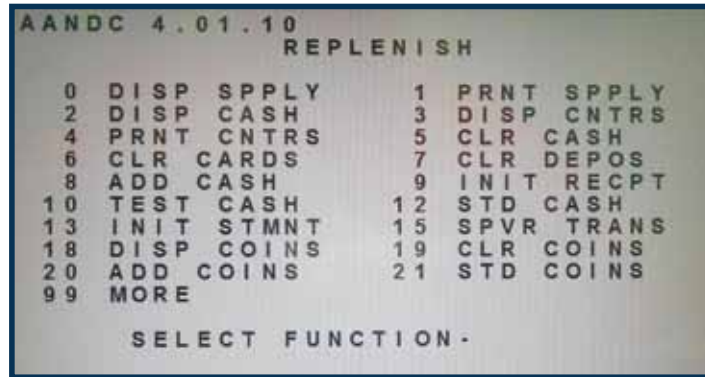 AANDC 4.01.10
REPLENISH
0 DISP SPPLY 1 PRNT SPPLY
2 DISP CASH 3 DISP CNTRS
4 PRNT CNTRS 5 CLR CASH
6 CLR CARDS 7 CLR DEPOS
8 ADD CASH 9 INIT RECPT
10 TEST CASH 12 STD CASH
13 INIT STMNT 15 SPVR TRANS
18 DISP COINS 19 CLR COINS
20 ADD COINS 21 STD COINS
99 MORE
SELECT FUNCTION-